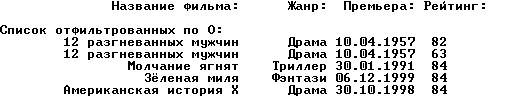 Название фильма: Жанр: Премьера: Рейтинг:
Список отфильтрованных по О:
12 разгневанных мужчин Драма 10.04.1957 82
12 разгневанных мужчин Драма 10.04.1957 63
Молчание ягнят Триллер 30.01.1991 84
Зёленая миля Фэнтази 06.12.1999 84
Американская история X Драма 30.10.1998 84